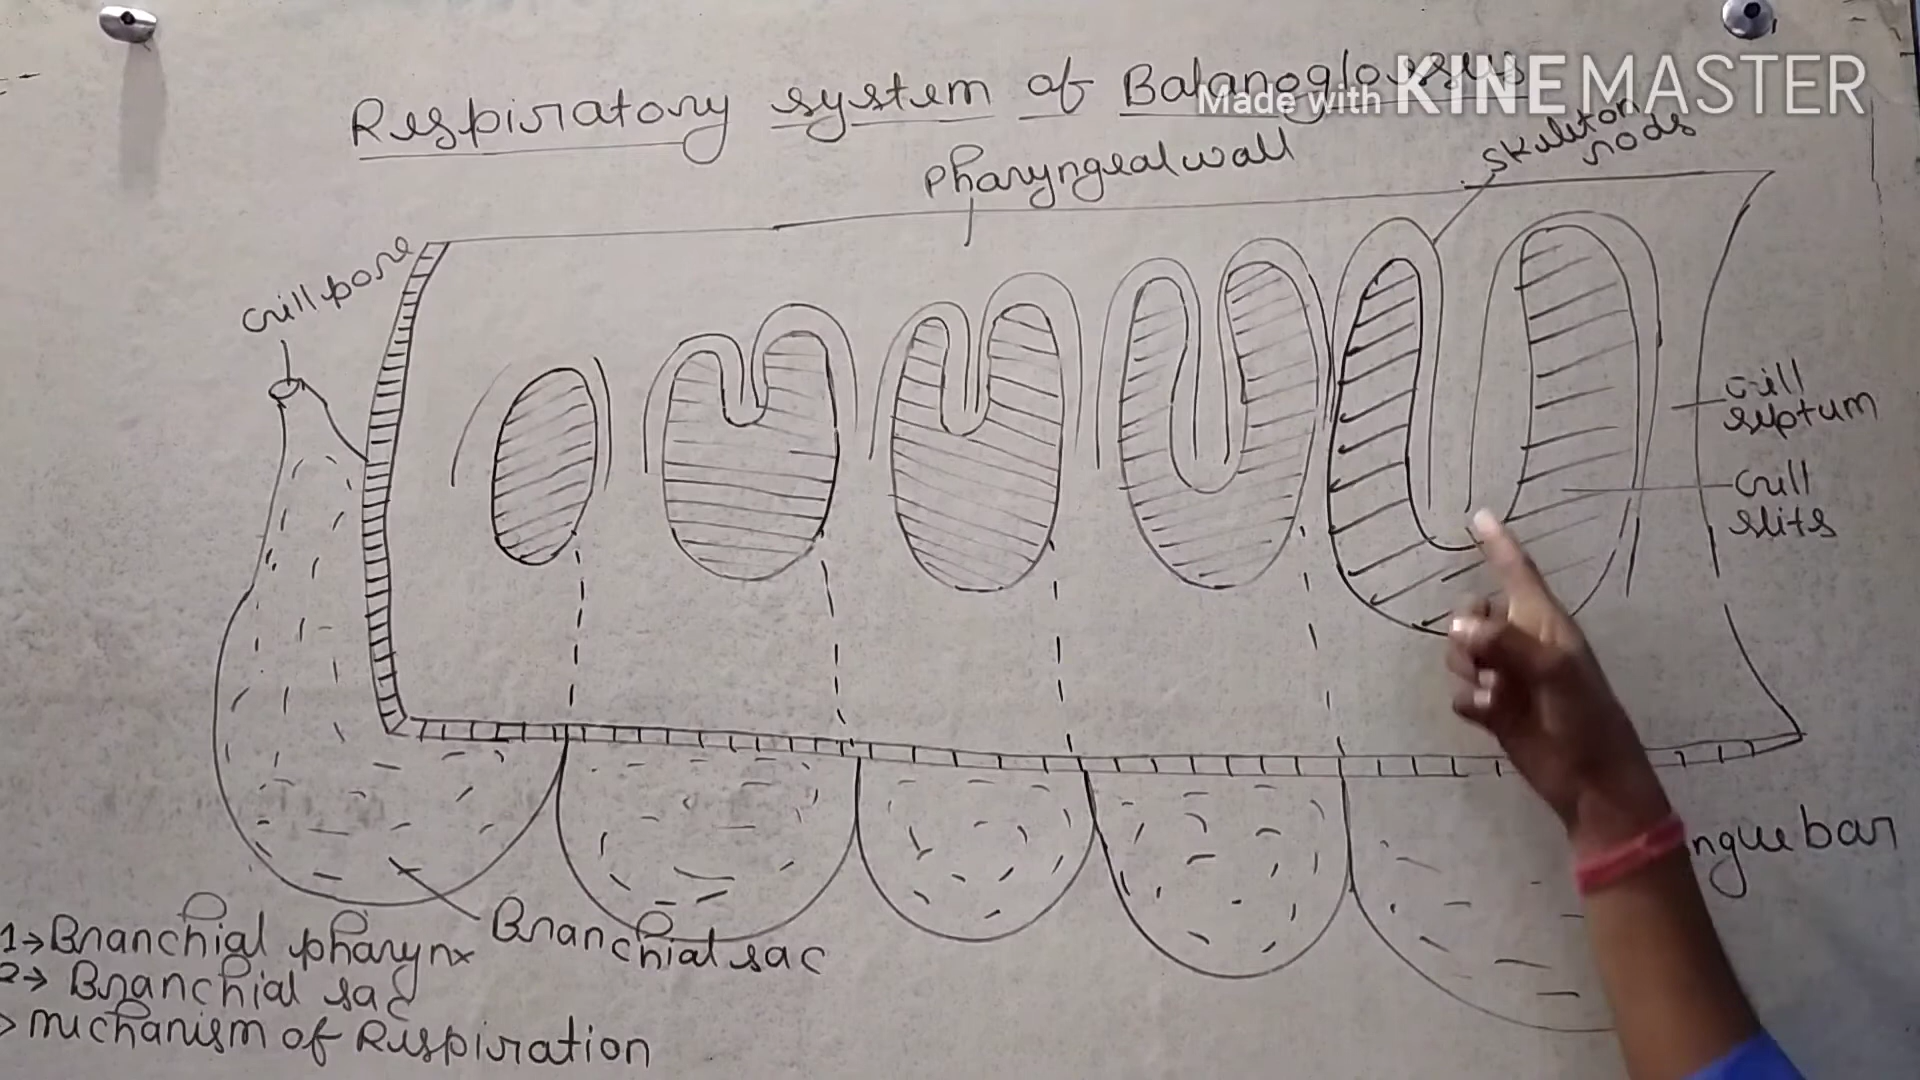 Respiratory system of Balanoglossus
Made with KINEMASTER
Pharyngeal wall
Skeleton
rods
Gill pore
Gill
septum
Gill
slits
ngue bar
Branchial sac
1→Branchial pharynx
2→ Branchial sac
mechanism of Respiration